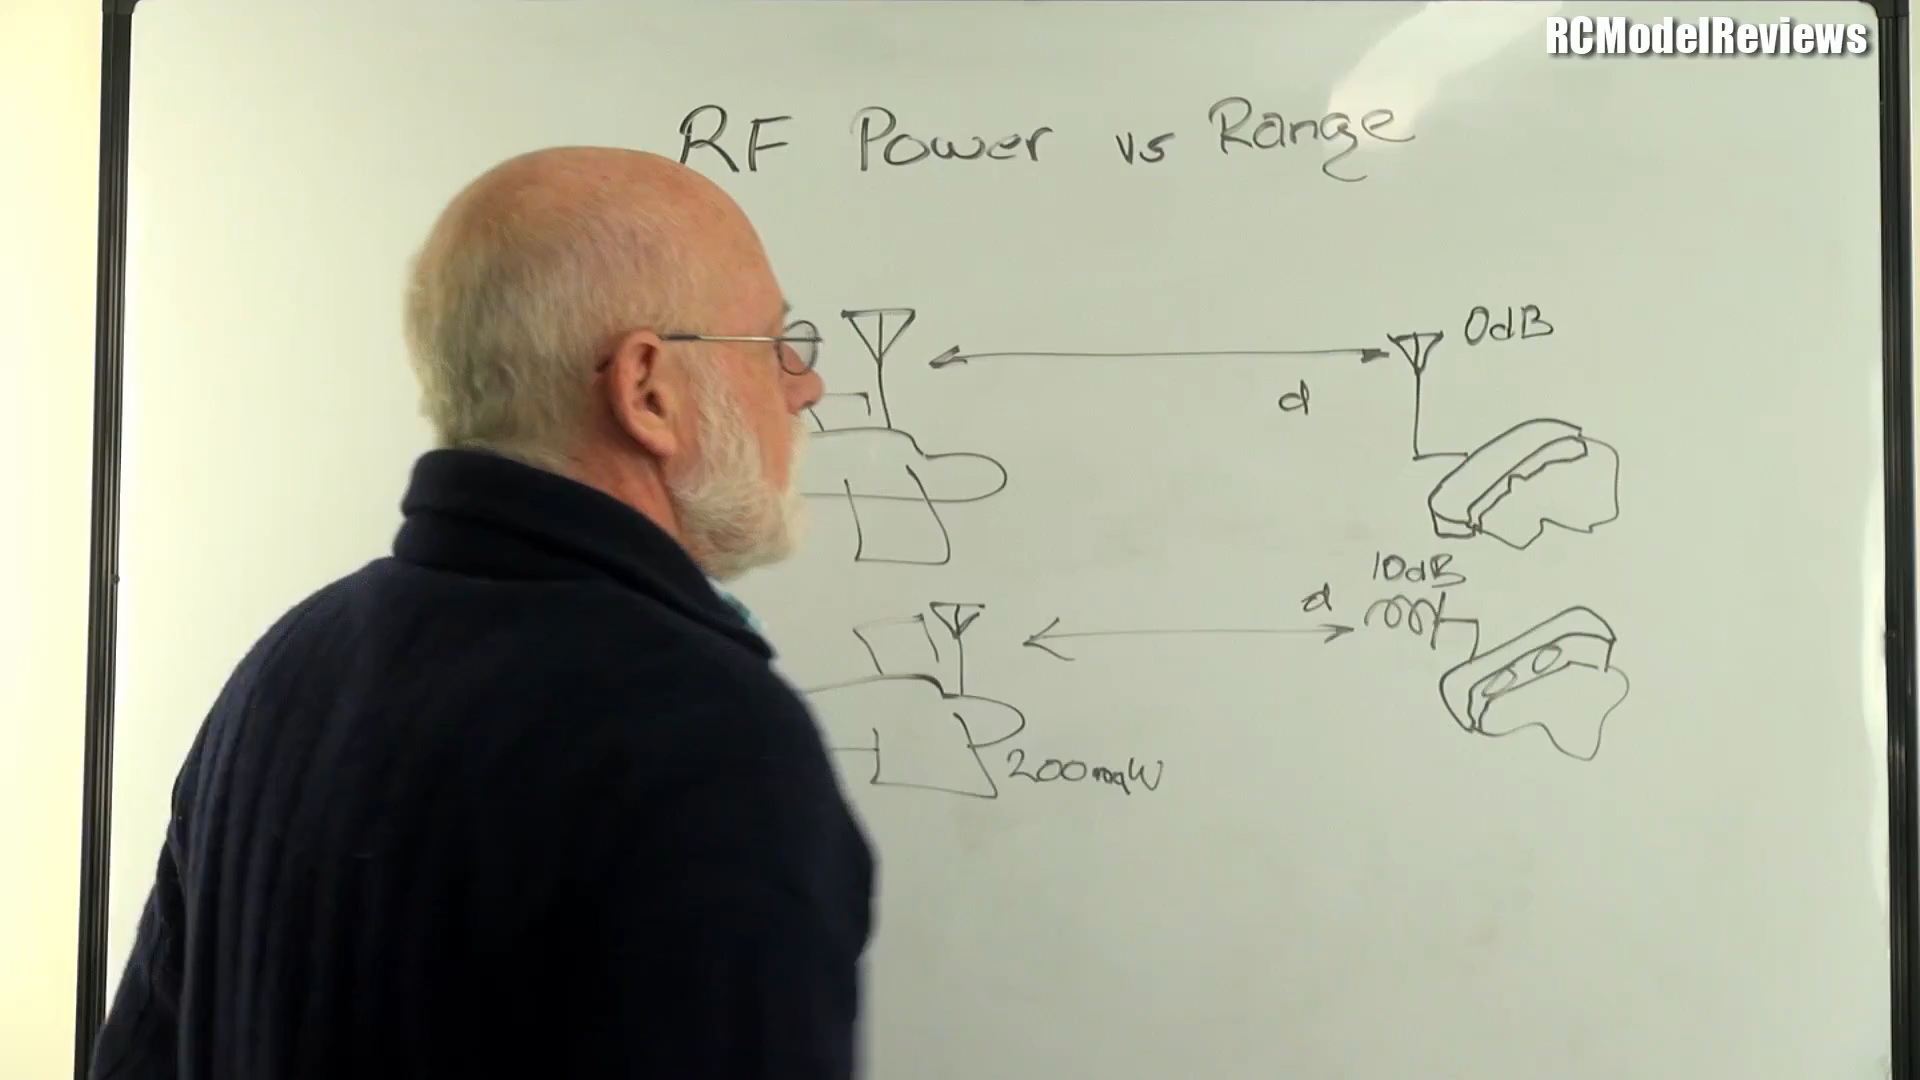 RCModelReviews
RF Power vs Range
0dB
d
10dB
d
200mW